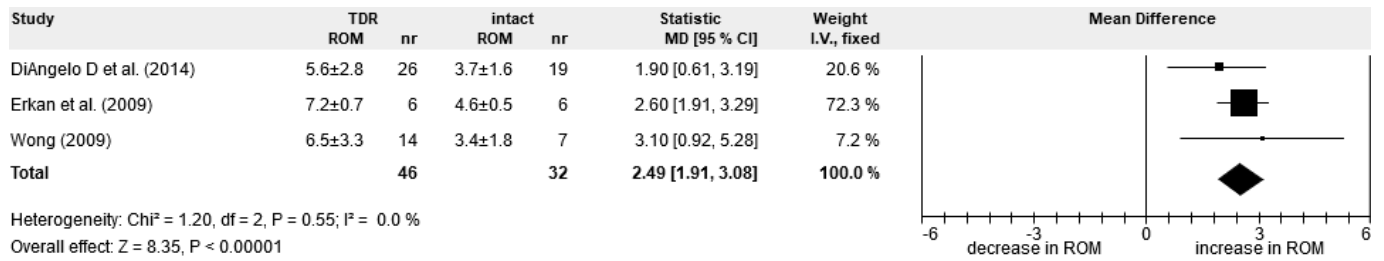 Study TDR intact Statistic Weight Mean Difference
ROM nr ROM nr MD [95 % CI] I.V., fixed
DiAngelo D et al. (2014) 5.6±2.8 26 3.7±1.6 19 1.90 [0.61, 3.19] 20.6 %
Erkan et al. (2009) 7.2±0.7 6 4.6±0.5 6 2.60 [1.91, 3.29] 72.3 %
Wong (2009) 6.5±3.3 14 3.4±1.8 7 3.10 [0.92, 5.28] 7.2 %
Total 46 32 2.49 [1.91, 3.08] 100.0 %
Heterogeneity: Chi² = 1.20, df = 2, P = 0.55; I² = 0.0 %
Overall effect: Z = 8.35, P < 0.00001
-6 -3 0 3 6
decrease in ROM increase in ROM